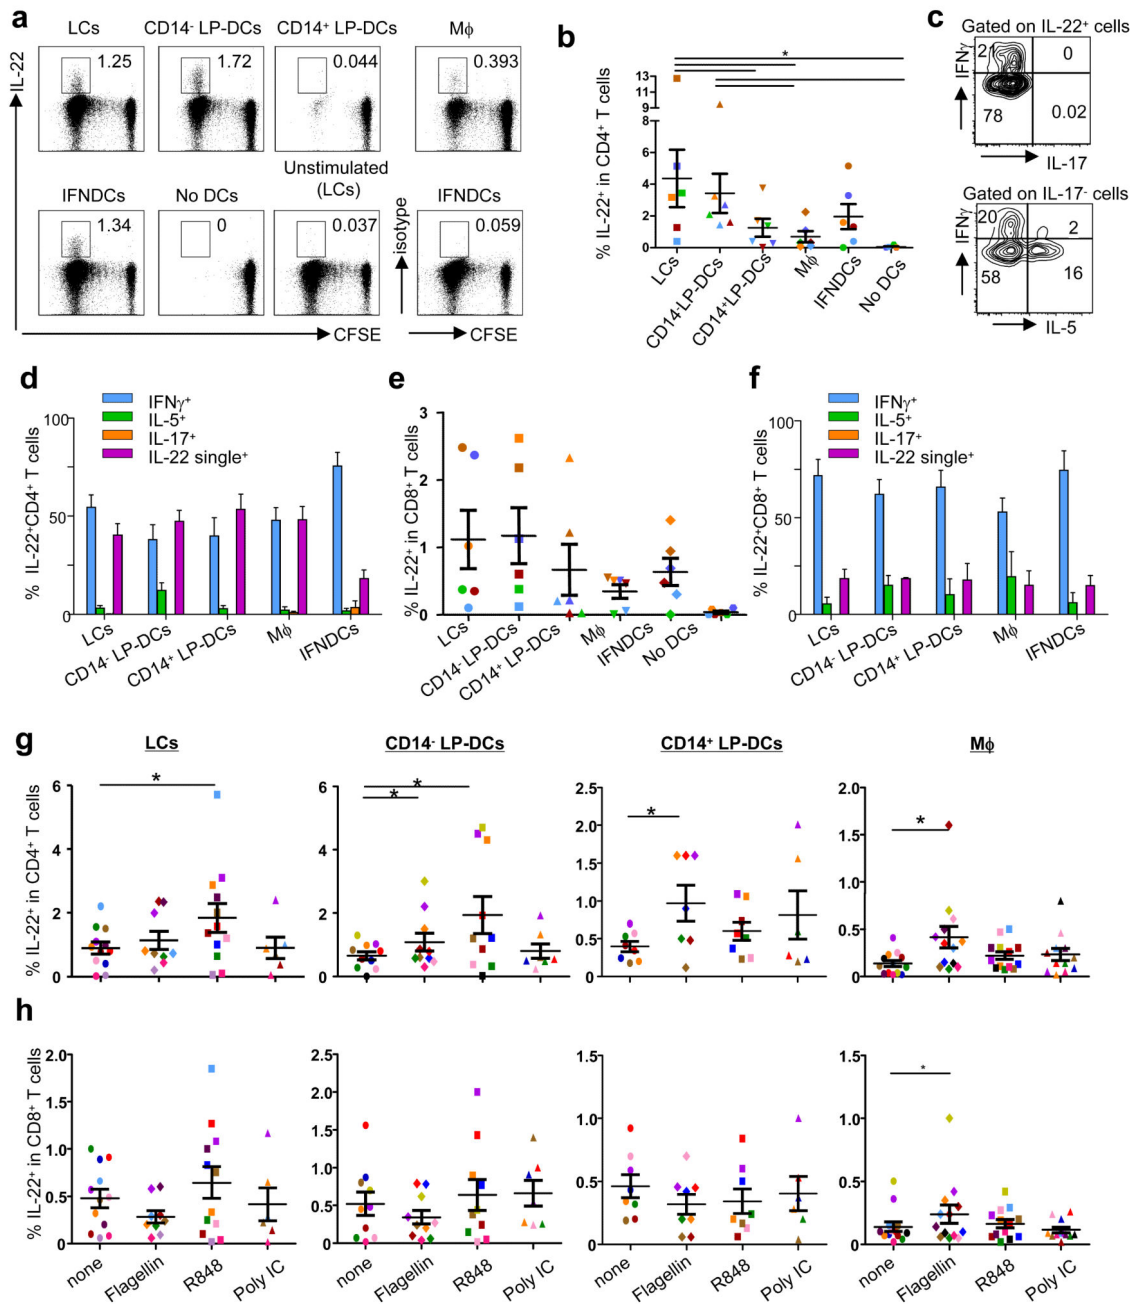 a
LCs
CD14- LP-DCs
CD14+ LP-DCs
Mϕ
IL-22
1.25
1.72
0.044
0.393
IFNDCs
No DCs
Unstimulated
(LCs)
IFNDCs
1.34
0
0.037
0.059
isotype
CFSE
CFSE
b
*
% IL-22+ in CD4+ T cells
13
11
9
6
4
2
0
LCs
CD14-LP-DCs
CD14+LP-DCs
Mϕ
IFNDCs
No DCs
c
Gated on IL-22+ cells
IFNγ
21
0
78
0.02
IL-17
Gated on IL-17- cells
IFNγ
20
2
58
16
IL-5
d
IFNγ+
IL-5+
IL-17+
IL-22 single+
% IL-22+CD4+ T cells
100
50
0
LCs
CD14- LP-DCs
CD14+ LP-DCs
Mϕ
IFNDCs
e
% IL-22+ in CD8+ T cells
3
2
1
0
LCs
CD14- LP-DCs
CD14+ LP-DCs
Mϕ
IFNDCs
No DCs
f
IFNγ+
IL-5+
IL-17+
IL-22 single+
% IL-22+CD8+ T cells
100
50
0
LCs
CD14- LP-DCs
CD14+ LP-DCs
Mϕ
IFNDCs
g
LCs
CD14- LP-DCs
CD14+ LP-DCs
Mϕ
% IL-22+ in CD4+ T cells
6
4
2
0
*
6
4
2
0
*
*
2.5
2.0
1.5
1.0
0.5
0.0
*
2.0
1.5
1.0
0.5
0.0
*
h
% IL-22+ in CD8+ T cells
2.0
1.5
1.0
0.5
0.0
2.5
2.0
1.5
1.0
0.5
0.0
1.5
1.0
0.5
0.0
1.5
1.0
0.5
0.0
*
none
Flagellin
R848
Poly IC
none
Flagellin
R848
Poly IC
none
Flagellin
R848
Poly IC
none
Flagellin
R848
Poly IC